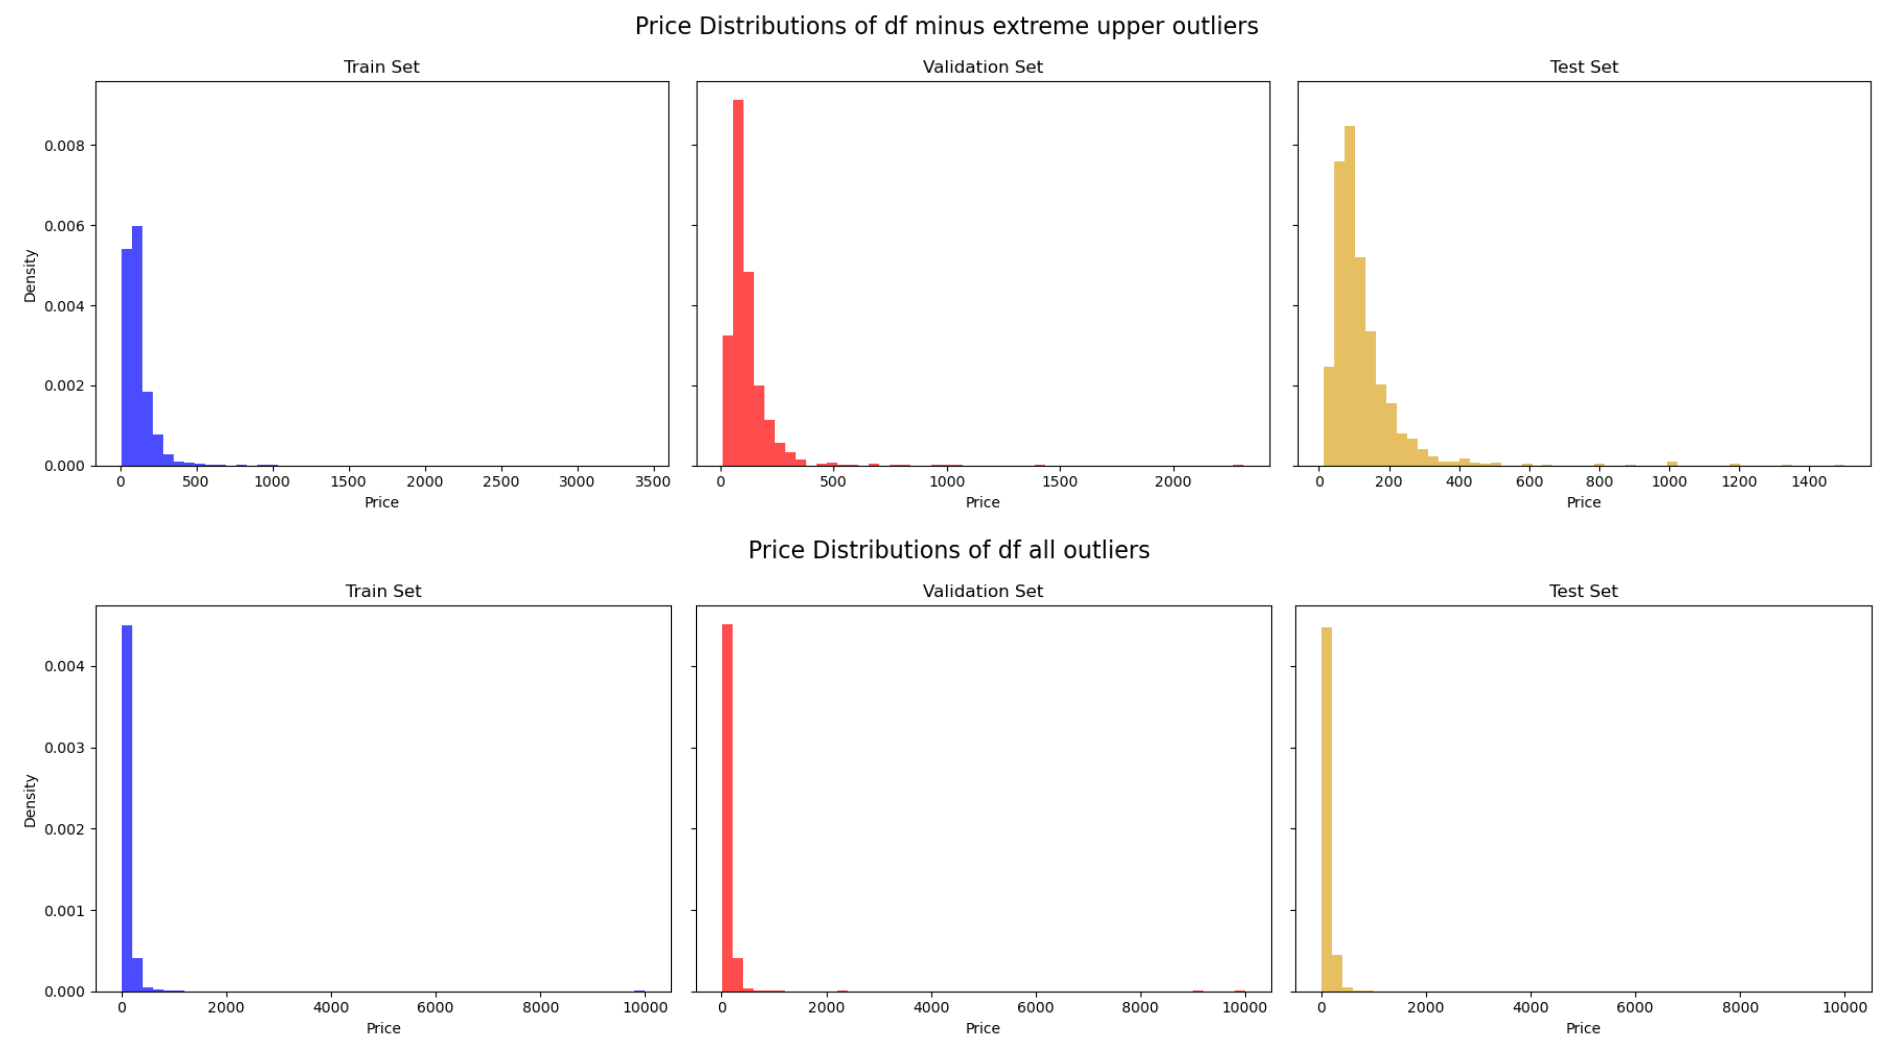 Price Distributions of df minus extreme upper outliers
Train Set
Validation Set
Test Set
Density
0.008
0.006
0.004
0.002
0.000
0 500 1000 1500 2000 2500 3000 3500
0 500 1000 1500 2000
0 200 400 600 800 1000 1200 1400
Price
Price
Price
Price Distributions of df all outliers
Train Set
Validation Set
Test Set
Density
0.004
0.003
0.002
0.001
0.000
0 2000 4000 6000 8000 10000
0 2000 4000 6000 8000 10000
0 2000 4000 6000 8000 10000
Price
Price
Price